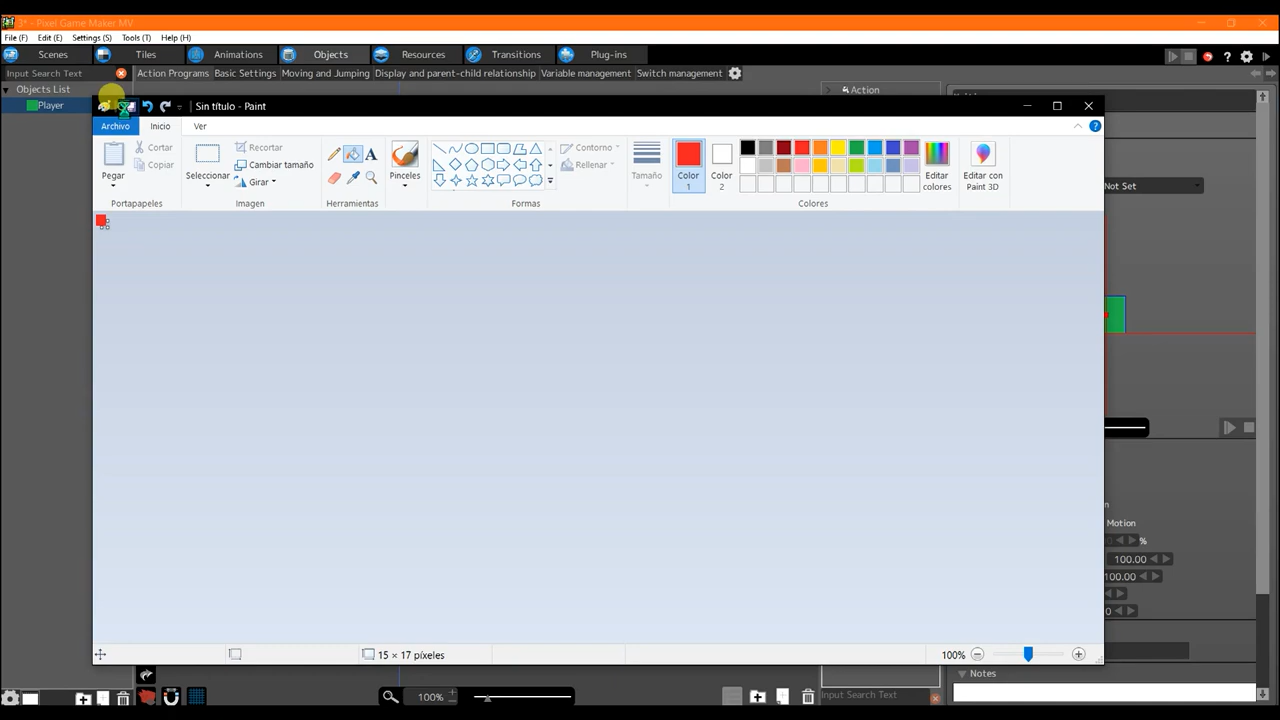 3* - Pixel Game Maker MV
File (F) Edit (E) Settings (S) Tools (T) Help (H)
Scenes Tiles Animations Objects Resources Transitions Plug-ins
Input Search Text Action Programs Basic Settings Moving and Jumping Display and parent-child relationship Variable management Switch management
Objects List
Action
Player
Sin título - Paint
Archivo Inicio Ver
Pegar
Cortar
Copiar
Portapapeles
Seleccionar
Recortar
Cambiar tamaño
Girar
Imagen
A
Herramientas
Pinceles
Contorno
Rellenar
Formas
Tamaño
Color 1
Color 2
Editar colores
Editar con Paint 3D
Colores
Not Set
Motion
%
100.00
100.00
0
15 × 17 píxeles
100%
100%
Input Search Text
Notes